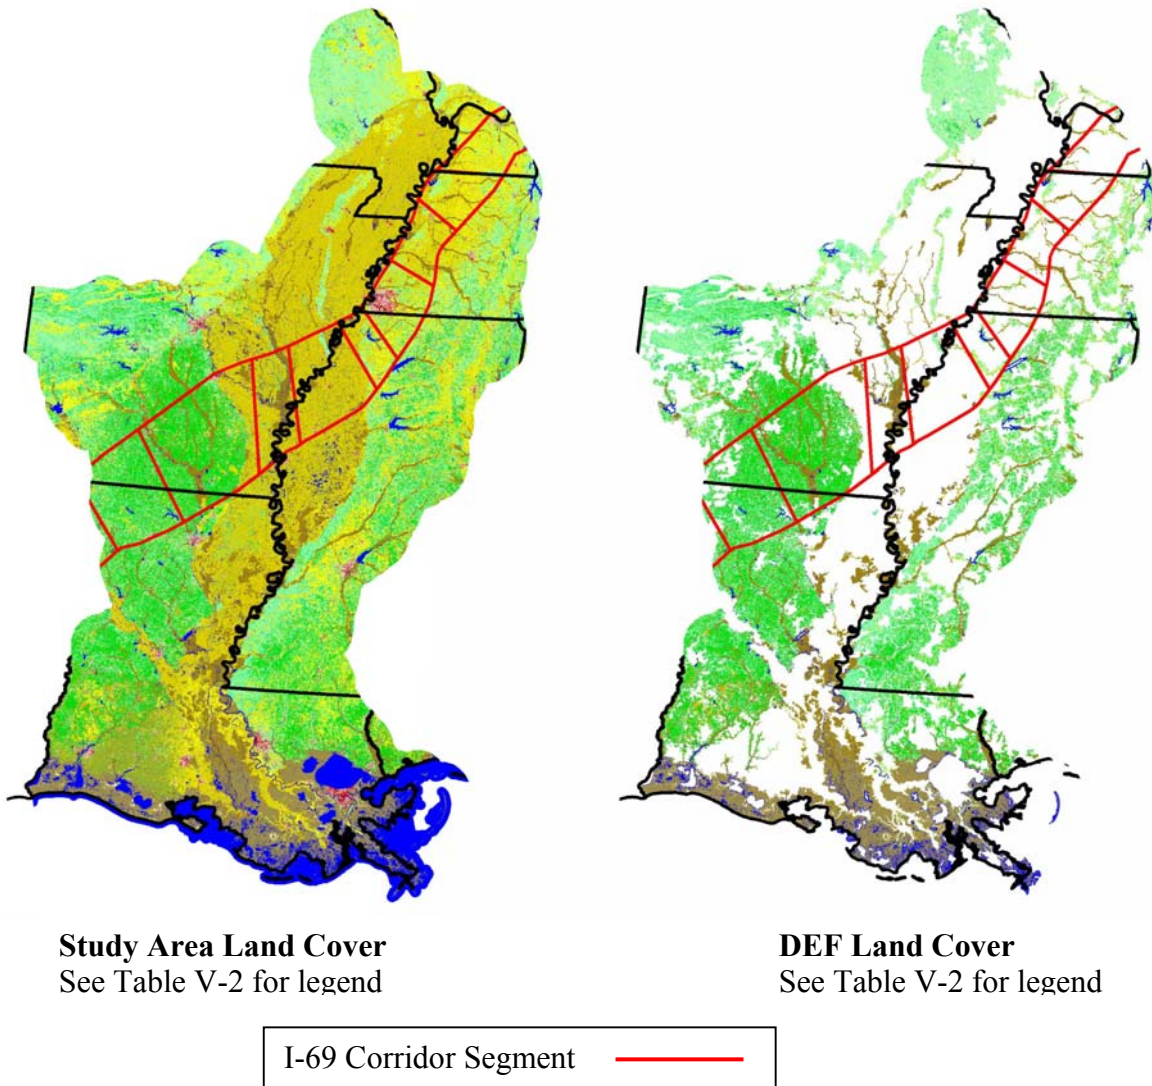 Study Area Land Cover
See Table V-2 for legend
DEF Land Cover
See Table V-2 for legend
I-69 Corridor Segment